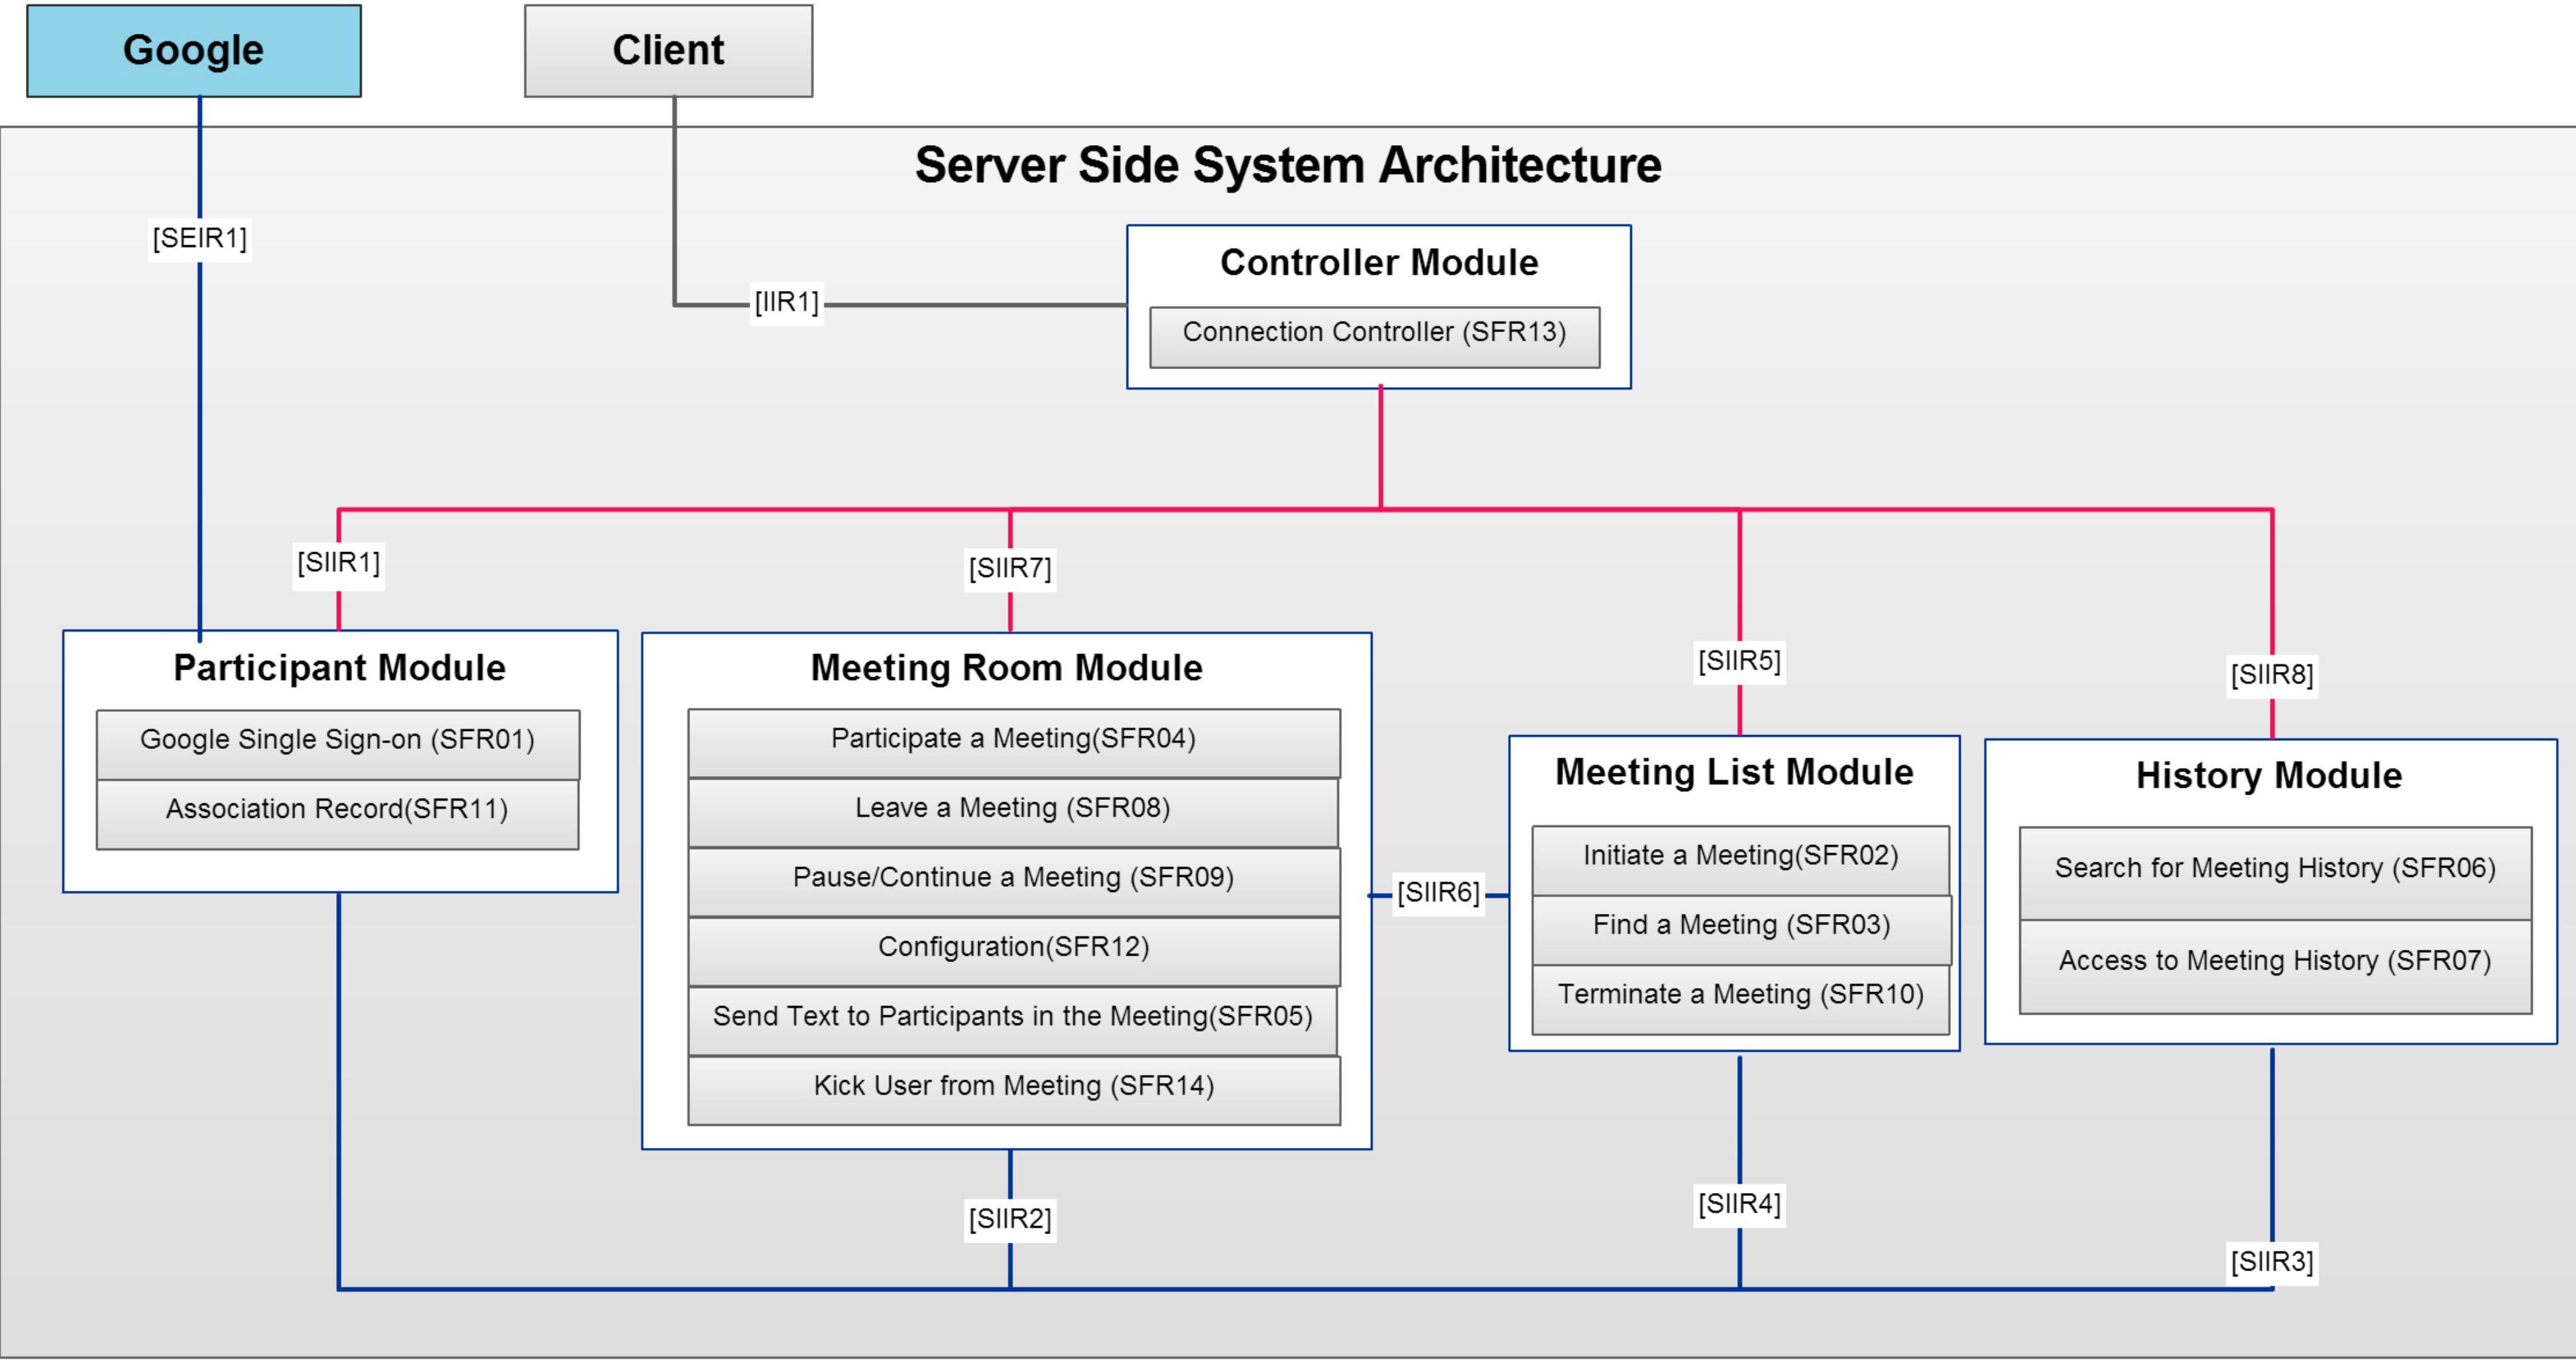 Google
Client
Server Side System Architecture
[SEIR1]
Controller Module
[IIR1]
Connection Controller (SFR13)
[SIIR1]
[SIIR7]
[SIIR5]
[SIIR8]
Participant Module
Google Single Sign-on (SFR01)
Association Record(SFR11)
Meeting Room Module
Participate a Meeting(SFR04)
Leave a Meeting (SFR08)
Pause/Continue a Meeting (SFR09)
Configuration(SFR12)
Send Text to Participants in the Meeting(SFR05)
Kick User from Meeting (SFR14)
[SIIR6]
Meeting List Module
Initiate a Meeting(SFR02)
Find a Meeting (SFR03)
Terminate a Meeting (SFR10)
History Module
Search for Meeting History (SFR06)
Access to Meeting History (SFR07)
[SIIR2]
[SIIR4]
[SIIR3]